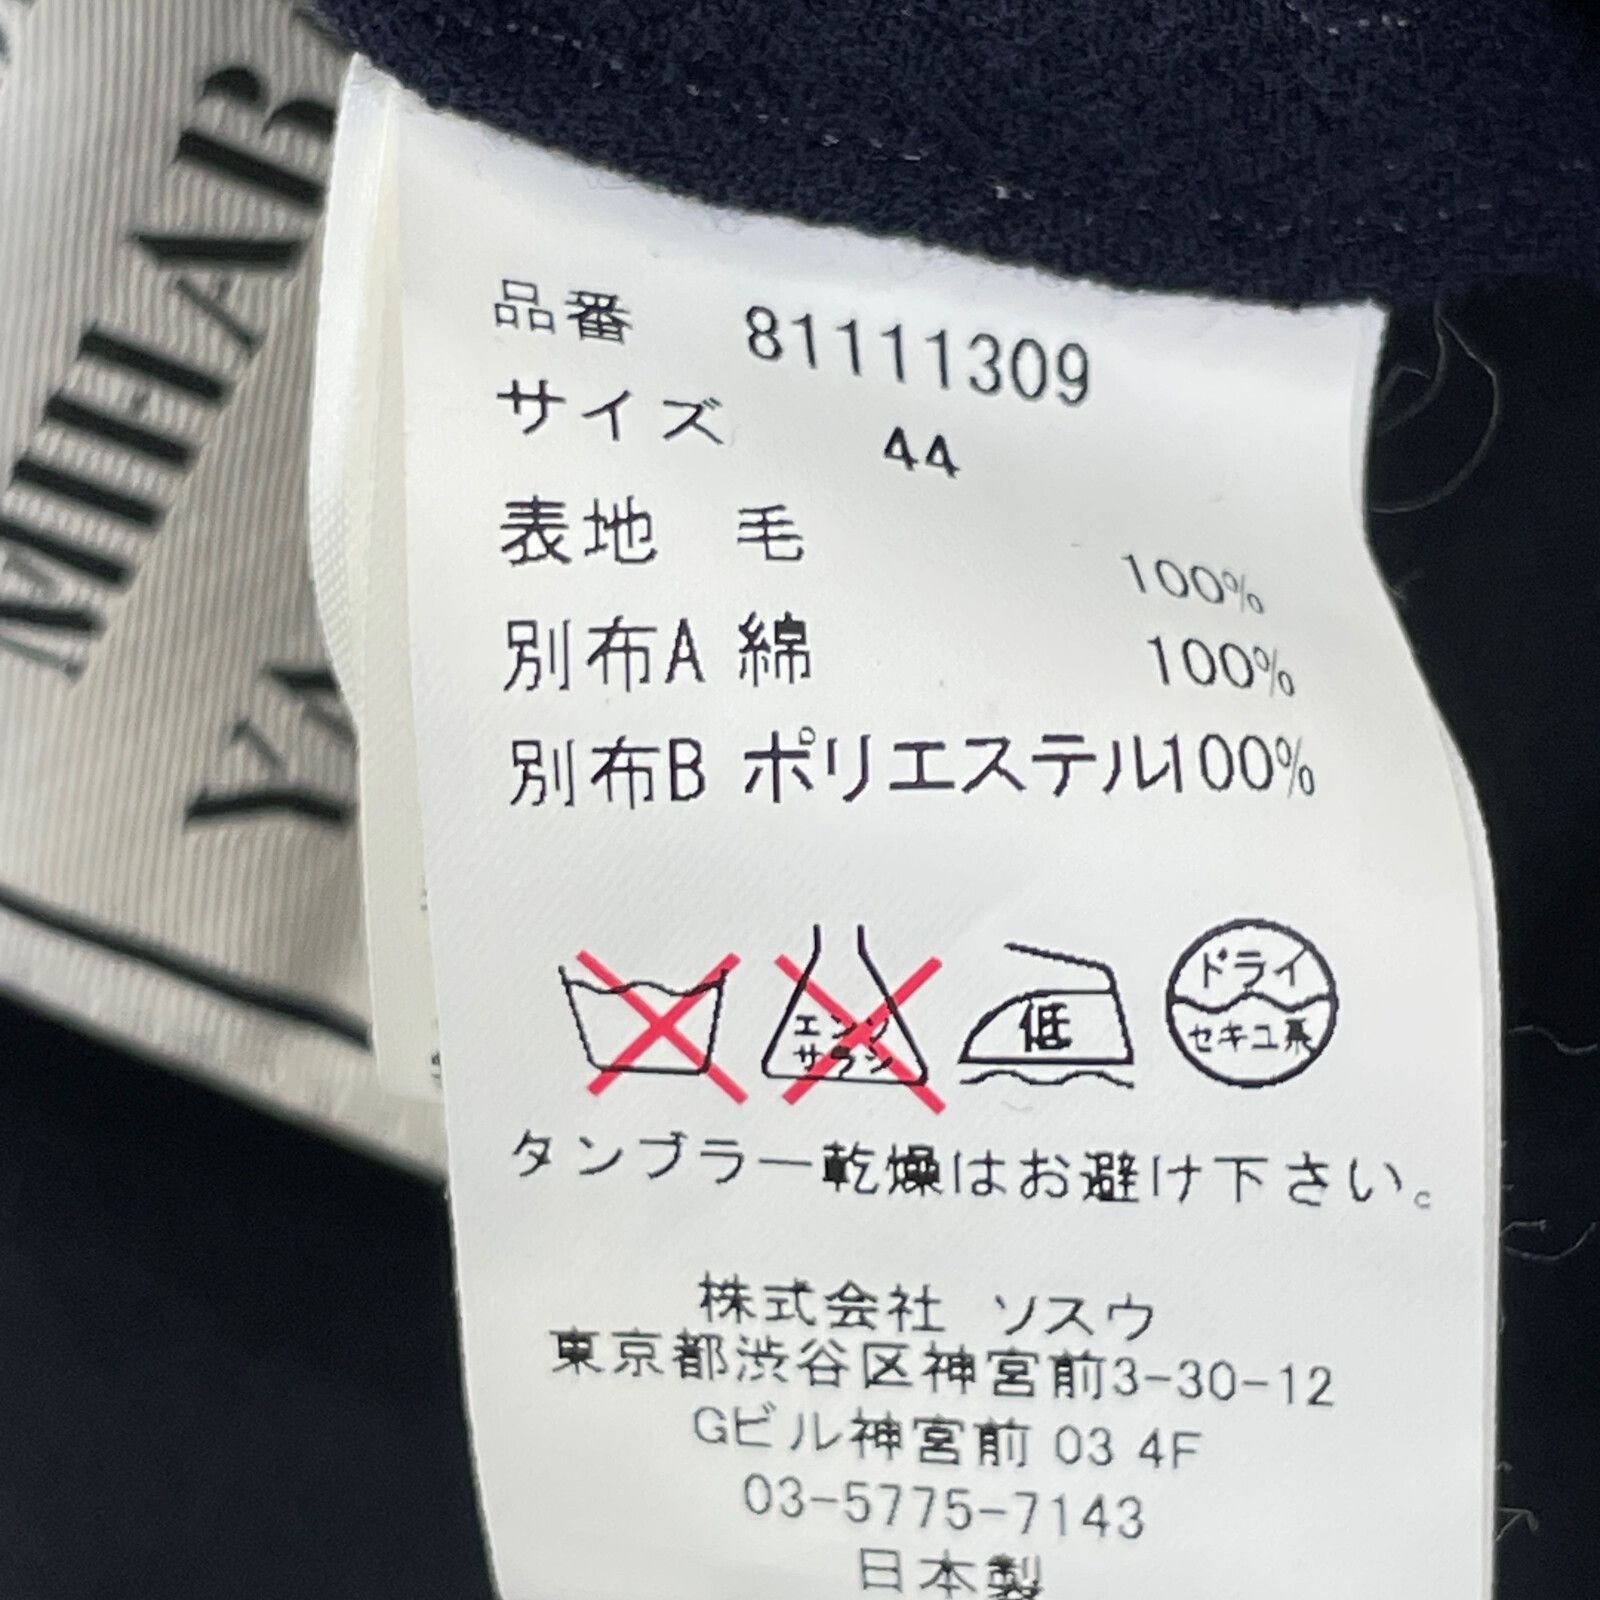 MIHAR
YA
品番 81111309
サイズ 44
表地 毛 100%
別布A 綿 100%
別布B ポリエステル100%
エンソ
サラシ
低
ドライ
セキユ系
タンブラー乾燥はお避け下さい。
株式会社 ソスウ
東京都渋谷区神宮前3-30-12
Gビル神宮前 03 4F
03-5775-7143
日本製